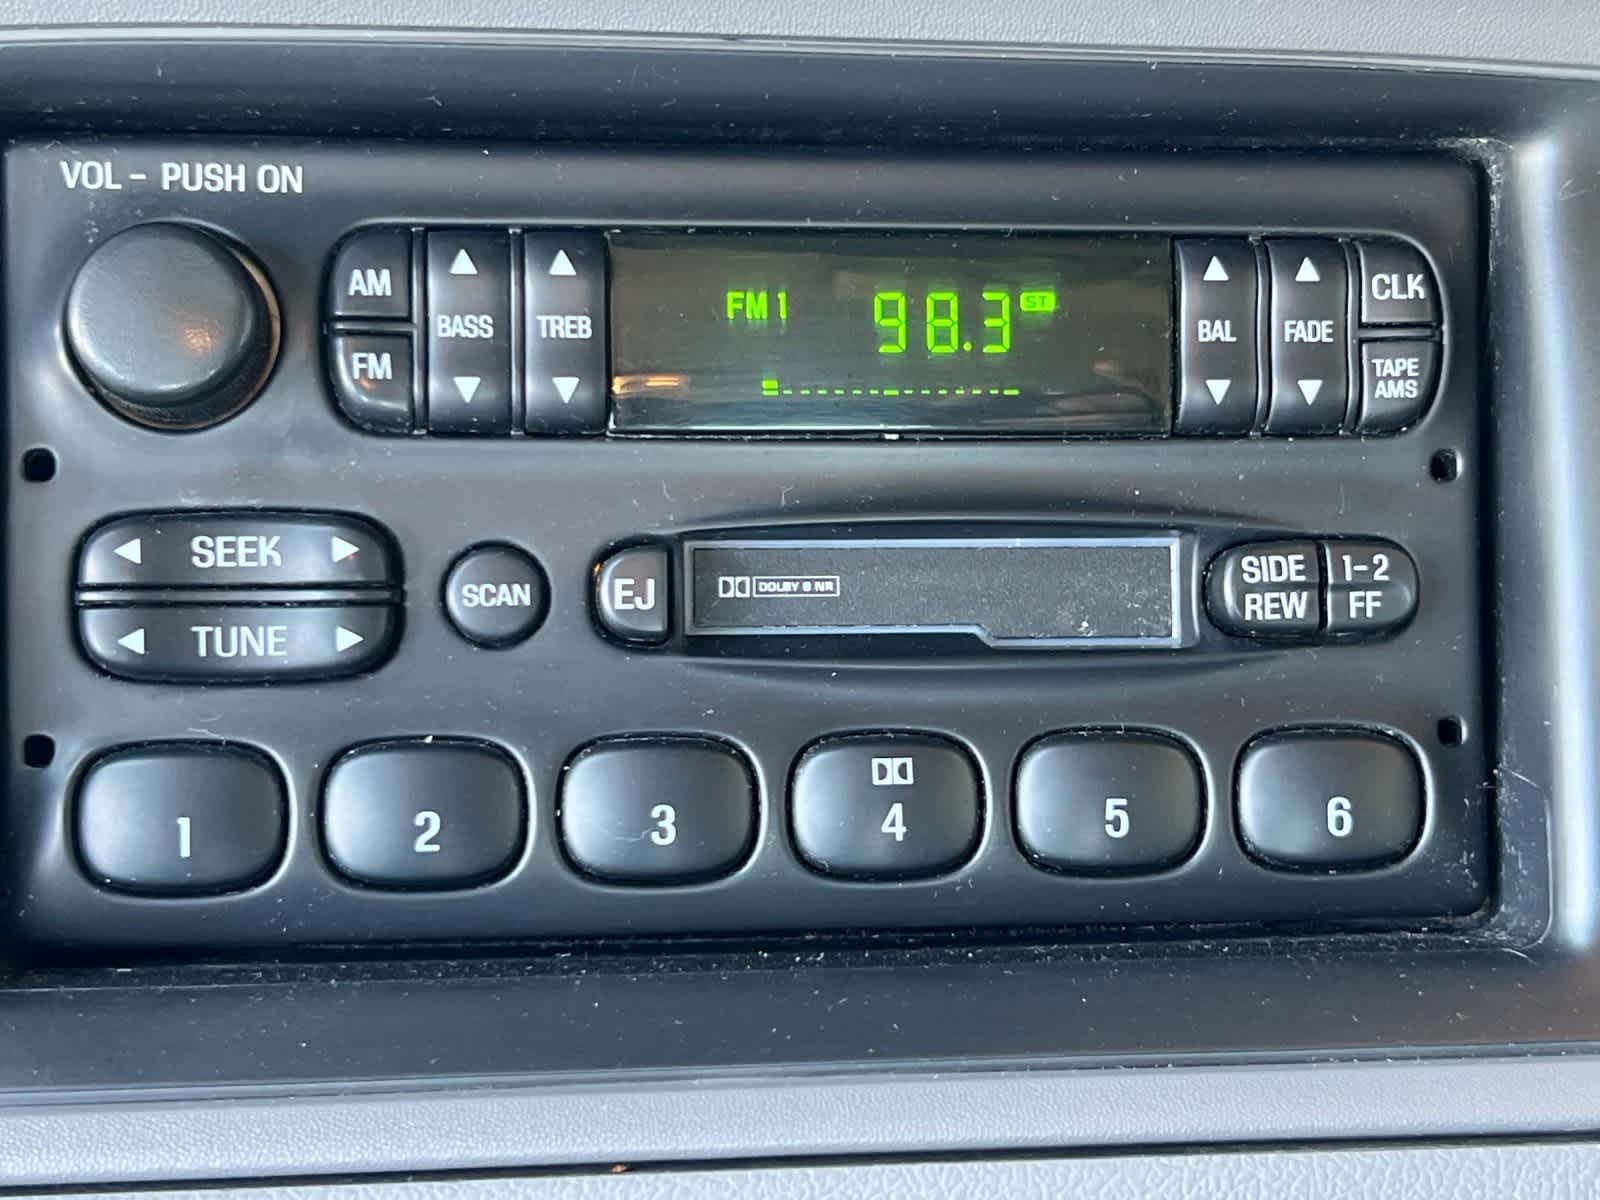 VOL - PUSH ON
AM
FM
BASS
TREB
FM 1 98.3 ST
BAL
FADE
CLK
TAPE
AMS
SEEK
TUNE
SCAN
EJ
DOLBY B NR
SIDE
REW
1-2
FF
1
2
3
4
5
6